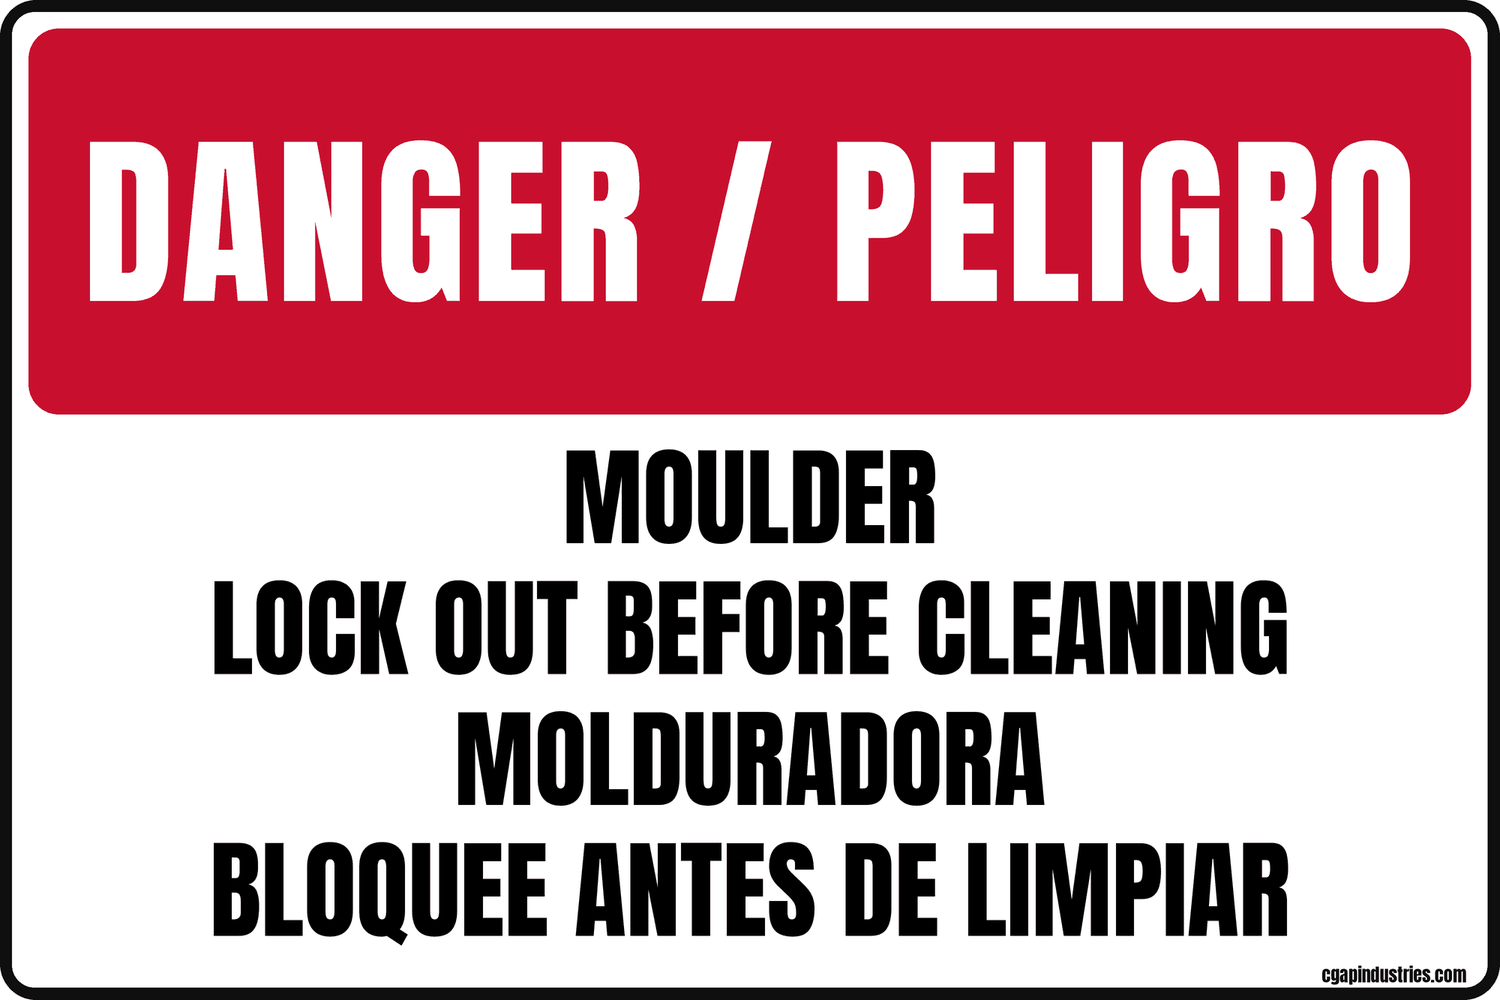 DANGER / PELIGRO
MOULDER
LOCK OUT BEFORE CLEANING
MOLDURADORA
BLOQUEE ANTES DE LIMPIAR
cgapindustries.com